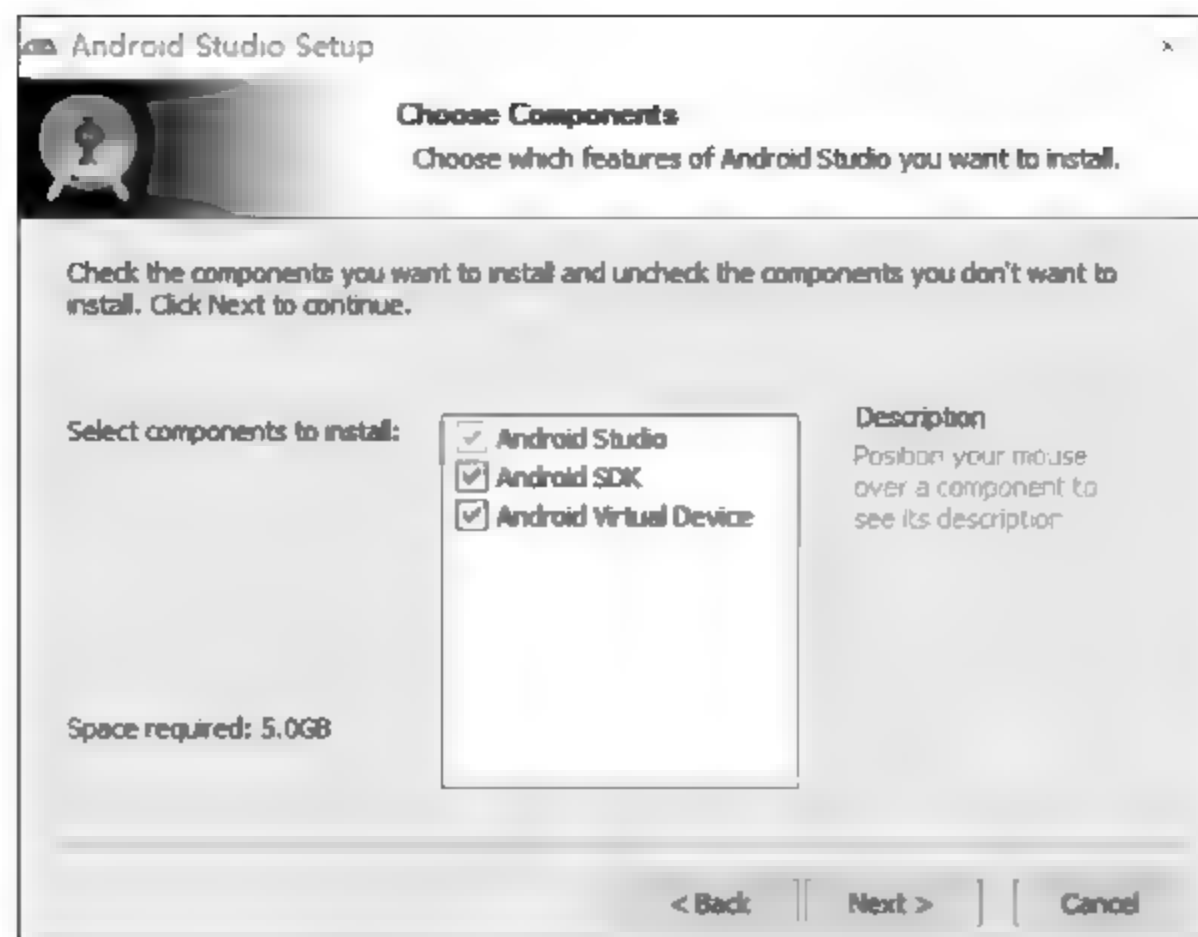 Android Studio Setup
Choose Components
Choose which features of Android Studio you want to install.
Check the components you want to install and uncheck the components you don't want to
install. Click Next to continue.
Select components to install:
Android Studio
Android SDK
Android Virtual Device
Description
Position your mouse
over a component to
see its description
Space required: 5.0GB
< Back
Next >
Cancel